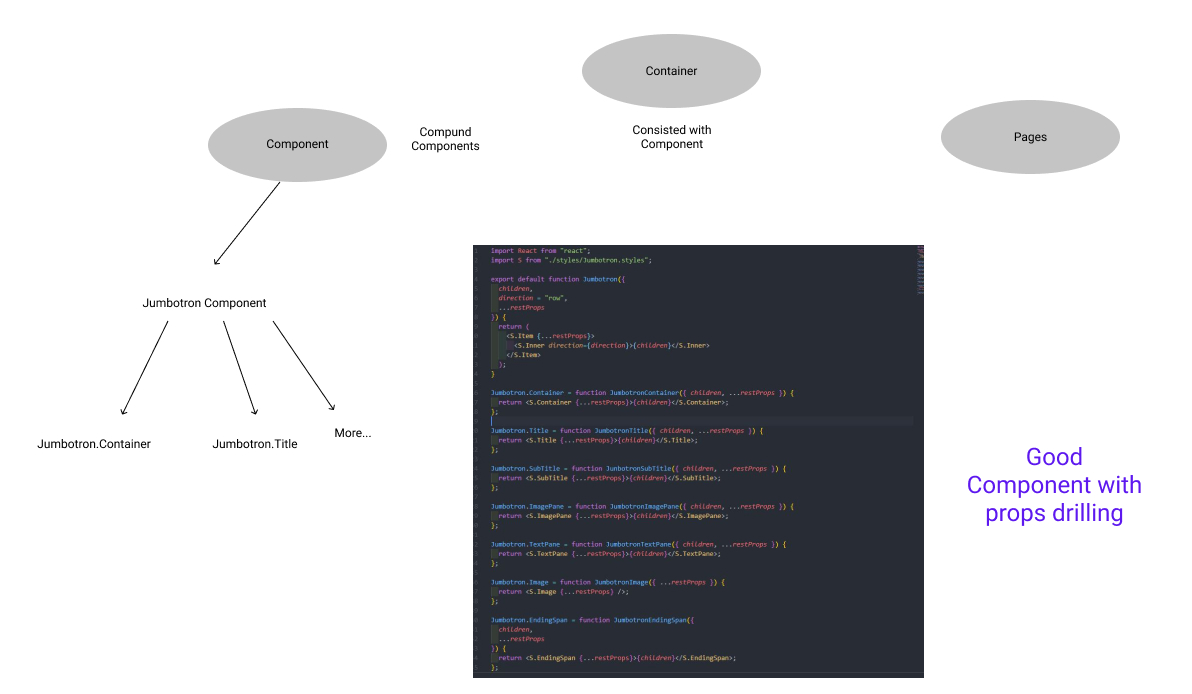 Container
Component
Compund
Components
Consisted with
Component
Pages
Jumbotron Component
Jumbotron.Container
Jumbotron.Title
More...
import React from "react";
import S from "./styles/Jumbotron.styles";
export default function Jumbotron({
children,
direction = "row",
...restProps
}) {
return (
<S.Item {...restProps}>
<S.Inner direction={direction}>{children}</S.Inner>
</S.Item>
);
}
Jumbotron.Container = function JumbotronContainer({ children, ...restProps }) {
return <S.Container {...restProps}>{children}</S.Container>;
};
Jumbotron.Title = function JumbotronTitle({ children, ...restProps }) {
return <S.Title {...restProps}>{children}</S.Title>;
};
Jumbotron.SubTitle = function JunbotronSubTitle({ children, ...restProps }) {
return <S.SubTitle {...restProps}>{children}</S.SubTitle>;
};
Jumbotron.ImagePane = function JumbotronImagePane({ children, ...restProps }) {
return <S.ImagePane {...restProps}>{children}</S.ImagePane>;
};
Jumbotron.TextPane = function JumbotronTextPane({ children, ...restProps }) {
return <S.TextPane {...restProps}>{children}</S.TextPane>;
};
Jumbotron.Image = function JumbotronImage({ ...restProps }) {
return <S.Image {...restProps} />;
};
Jumbotron.EndingSpan = function JumbotronEndingSpan({
children,
...restProps
}) {
return <S.EndingSpan {...restProps}>{children}</S.EndingSpan>;
};
Good
Component with
props drilling